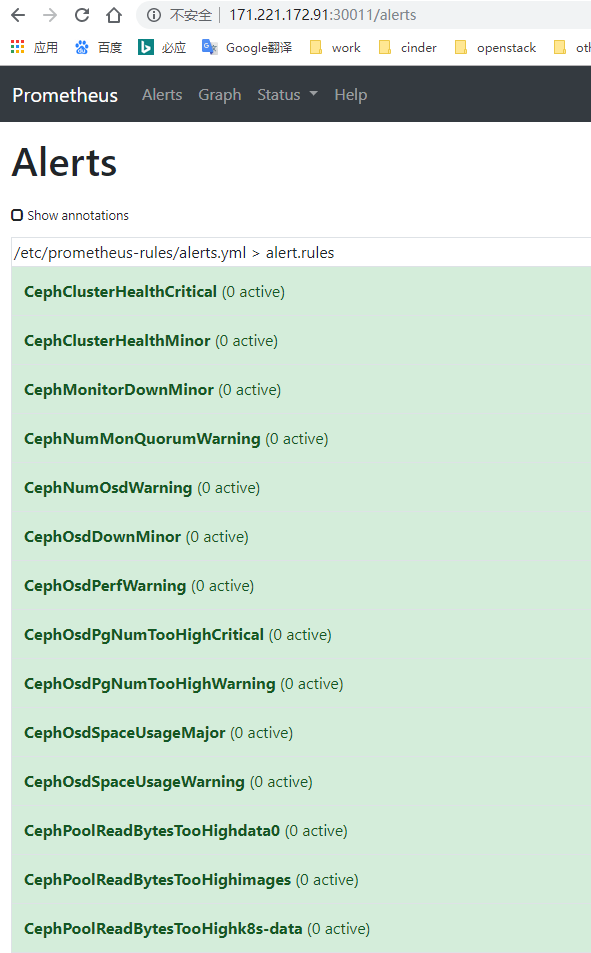 不安全 | 171.221.172.91:30011/alerts
应用 百度 必应 Google翻译 work cinder openstack oth
Prometheus Alerts Graph Status Help
Alerts
Show annotations
/etc/prometheus-rules/alerts.yml > alert.rules
CephClusterHealthCritical (0 active)
CephClusterHealthMinor (0 active)
CephMonitorDownMinor (0 active)
CephNumMonQuorumWarning (0 active)
CephNumOsdWarning (0 active)
CephOsdDownMinor (0 active)
CephOsdPerfWarning (0 active)
CephOsdPgNumTooHighCritical (0 active)
CephOsdPgNumTooHighWarning (0 active)
CephOsdSpaceUsageMajor (0 active)
CephOsdSpaceUsageWarning (0 active)
CephPoolReadBytesTooHighdata0 (0 active)
CephPoolReadBytesTooHighimages (0 active)
CephPoolReadBytesTooHighk8s-data (0 active)